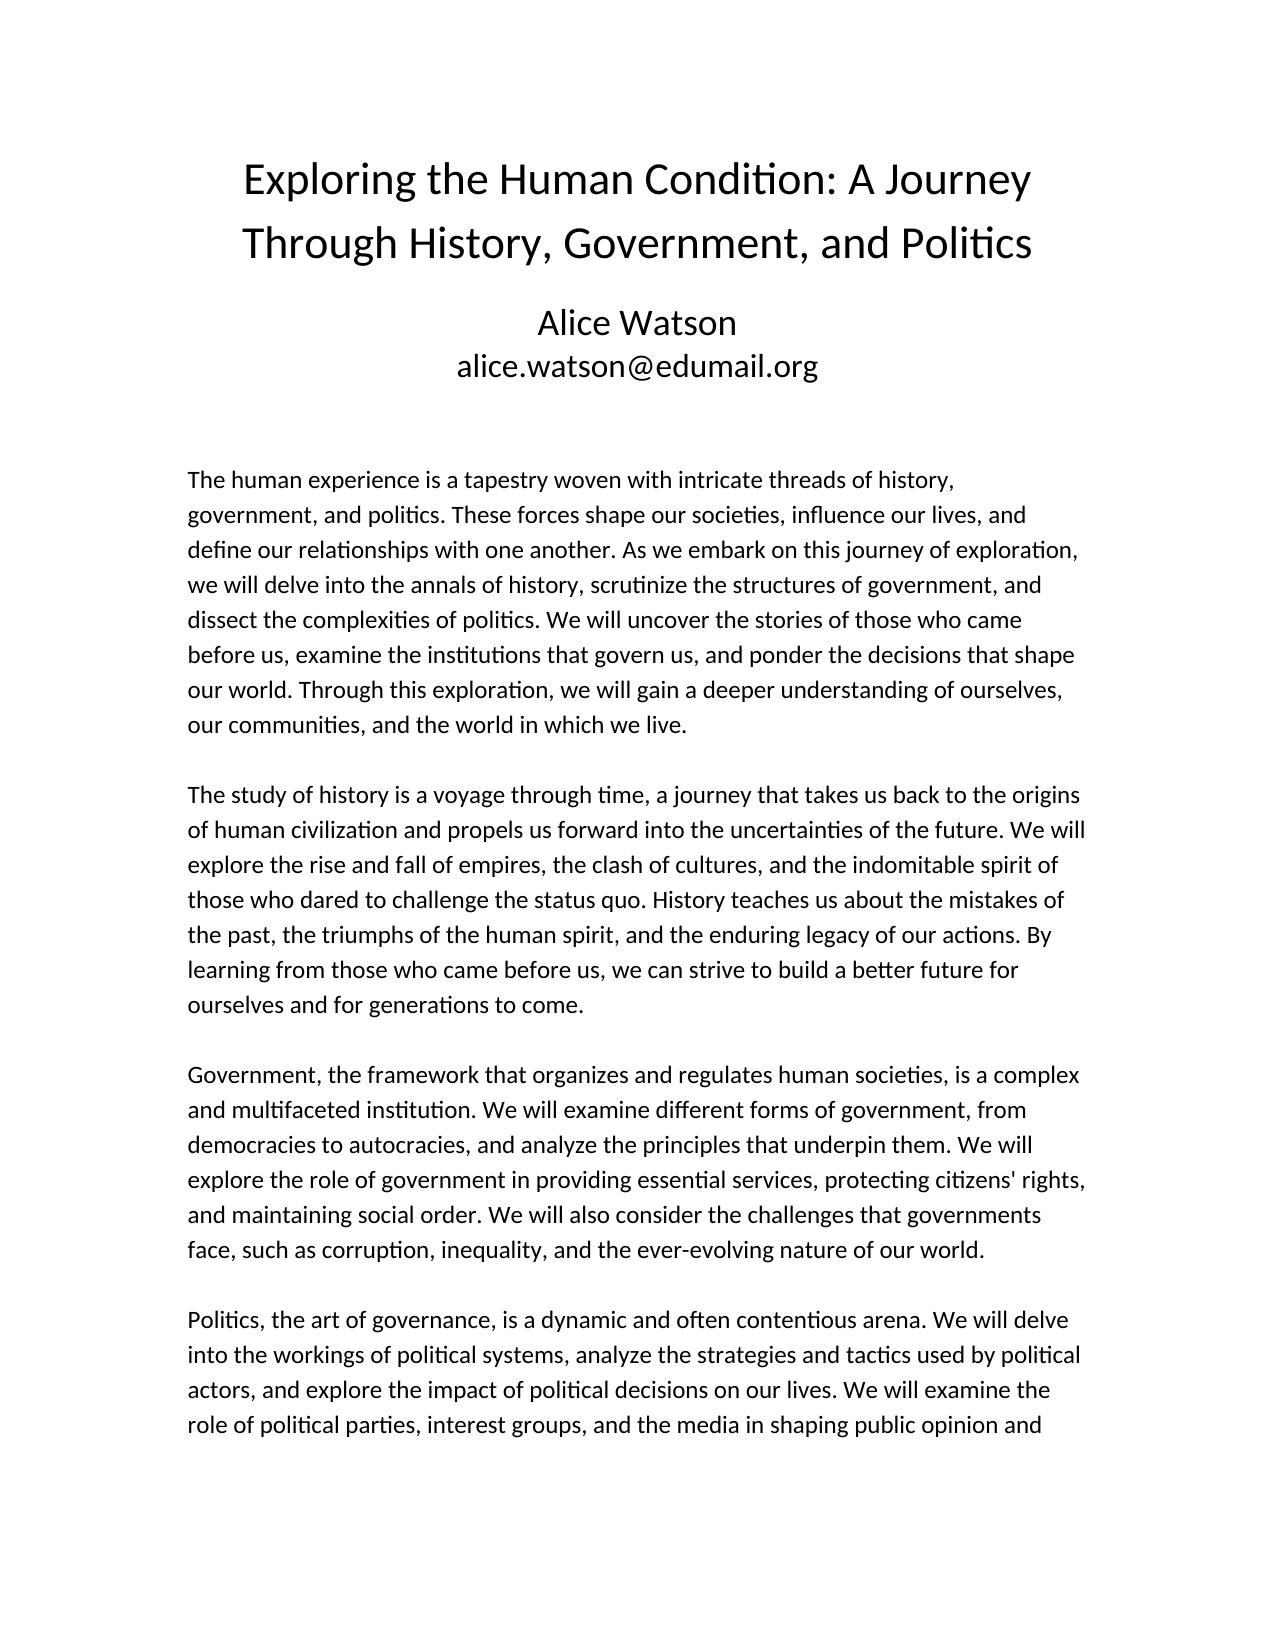 Exploring the Human Condition: A Journey
Through History, Government, and Politics
Alice Watson
alice.watson@edumail.org
The human experience is a tapestry woven with intricate threads of history,
government, and politics. These forces shape our societies, influence our lives, and
define our relationships with one another. As we embark on this journey of exploration,
we will delve into the annals of history, scrutinize the structures of government, and
dissect the complexities of politics. We will uncover the stories of those who came
before us, examine the institutions that govern us, and ponder the decisions that shape
our world. Through this exploration, we will gain a deeper understanding of ourselves,
our communities, and the world in which we live.
The study of history is a voyage through time, a journey that takes us back to the origins
of human civilization and propels us forward into the uncertainties of the future. We will
explore the rise and fall of empires, the clash of cultures, and the indomitable spirit of
those who dared to challenge the status quo. History teaches us about the mistakes of
the past, the triumphs of the human spirit, and the enduring legacy of our actions. By
learning from those who came before us, we can strive to build a better future for
ourselves and for generations to come.
Government, the framework that organizes and regulates human societies, is a complex
and multifaceted institution. We will examine different forms of government, from
democracies to autocracies, and analyze the principles that underpin them. We will
explore the role of government in providing essential services, protecting citizens' rights,
and maintaining social order. We will also consider the challenges that governments
face, such as corruption, inequality, and the ever-evolving nature of our world.
Politics, the art of governance, is a dynamic and often contentious arena. We will delve
into the workings of political systems, analyze the strategies and tactics used by political
actors, and explore the impact of political decisions on our lives. We will examine the
role of political parties, interest groups, and the media in shaping public opinion and